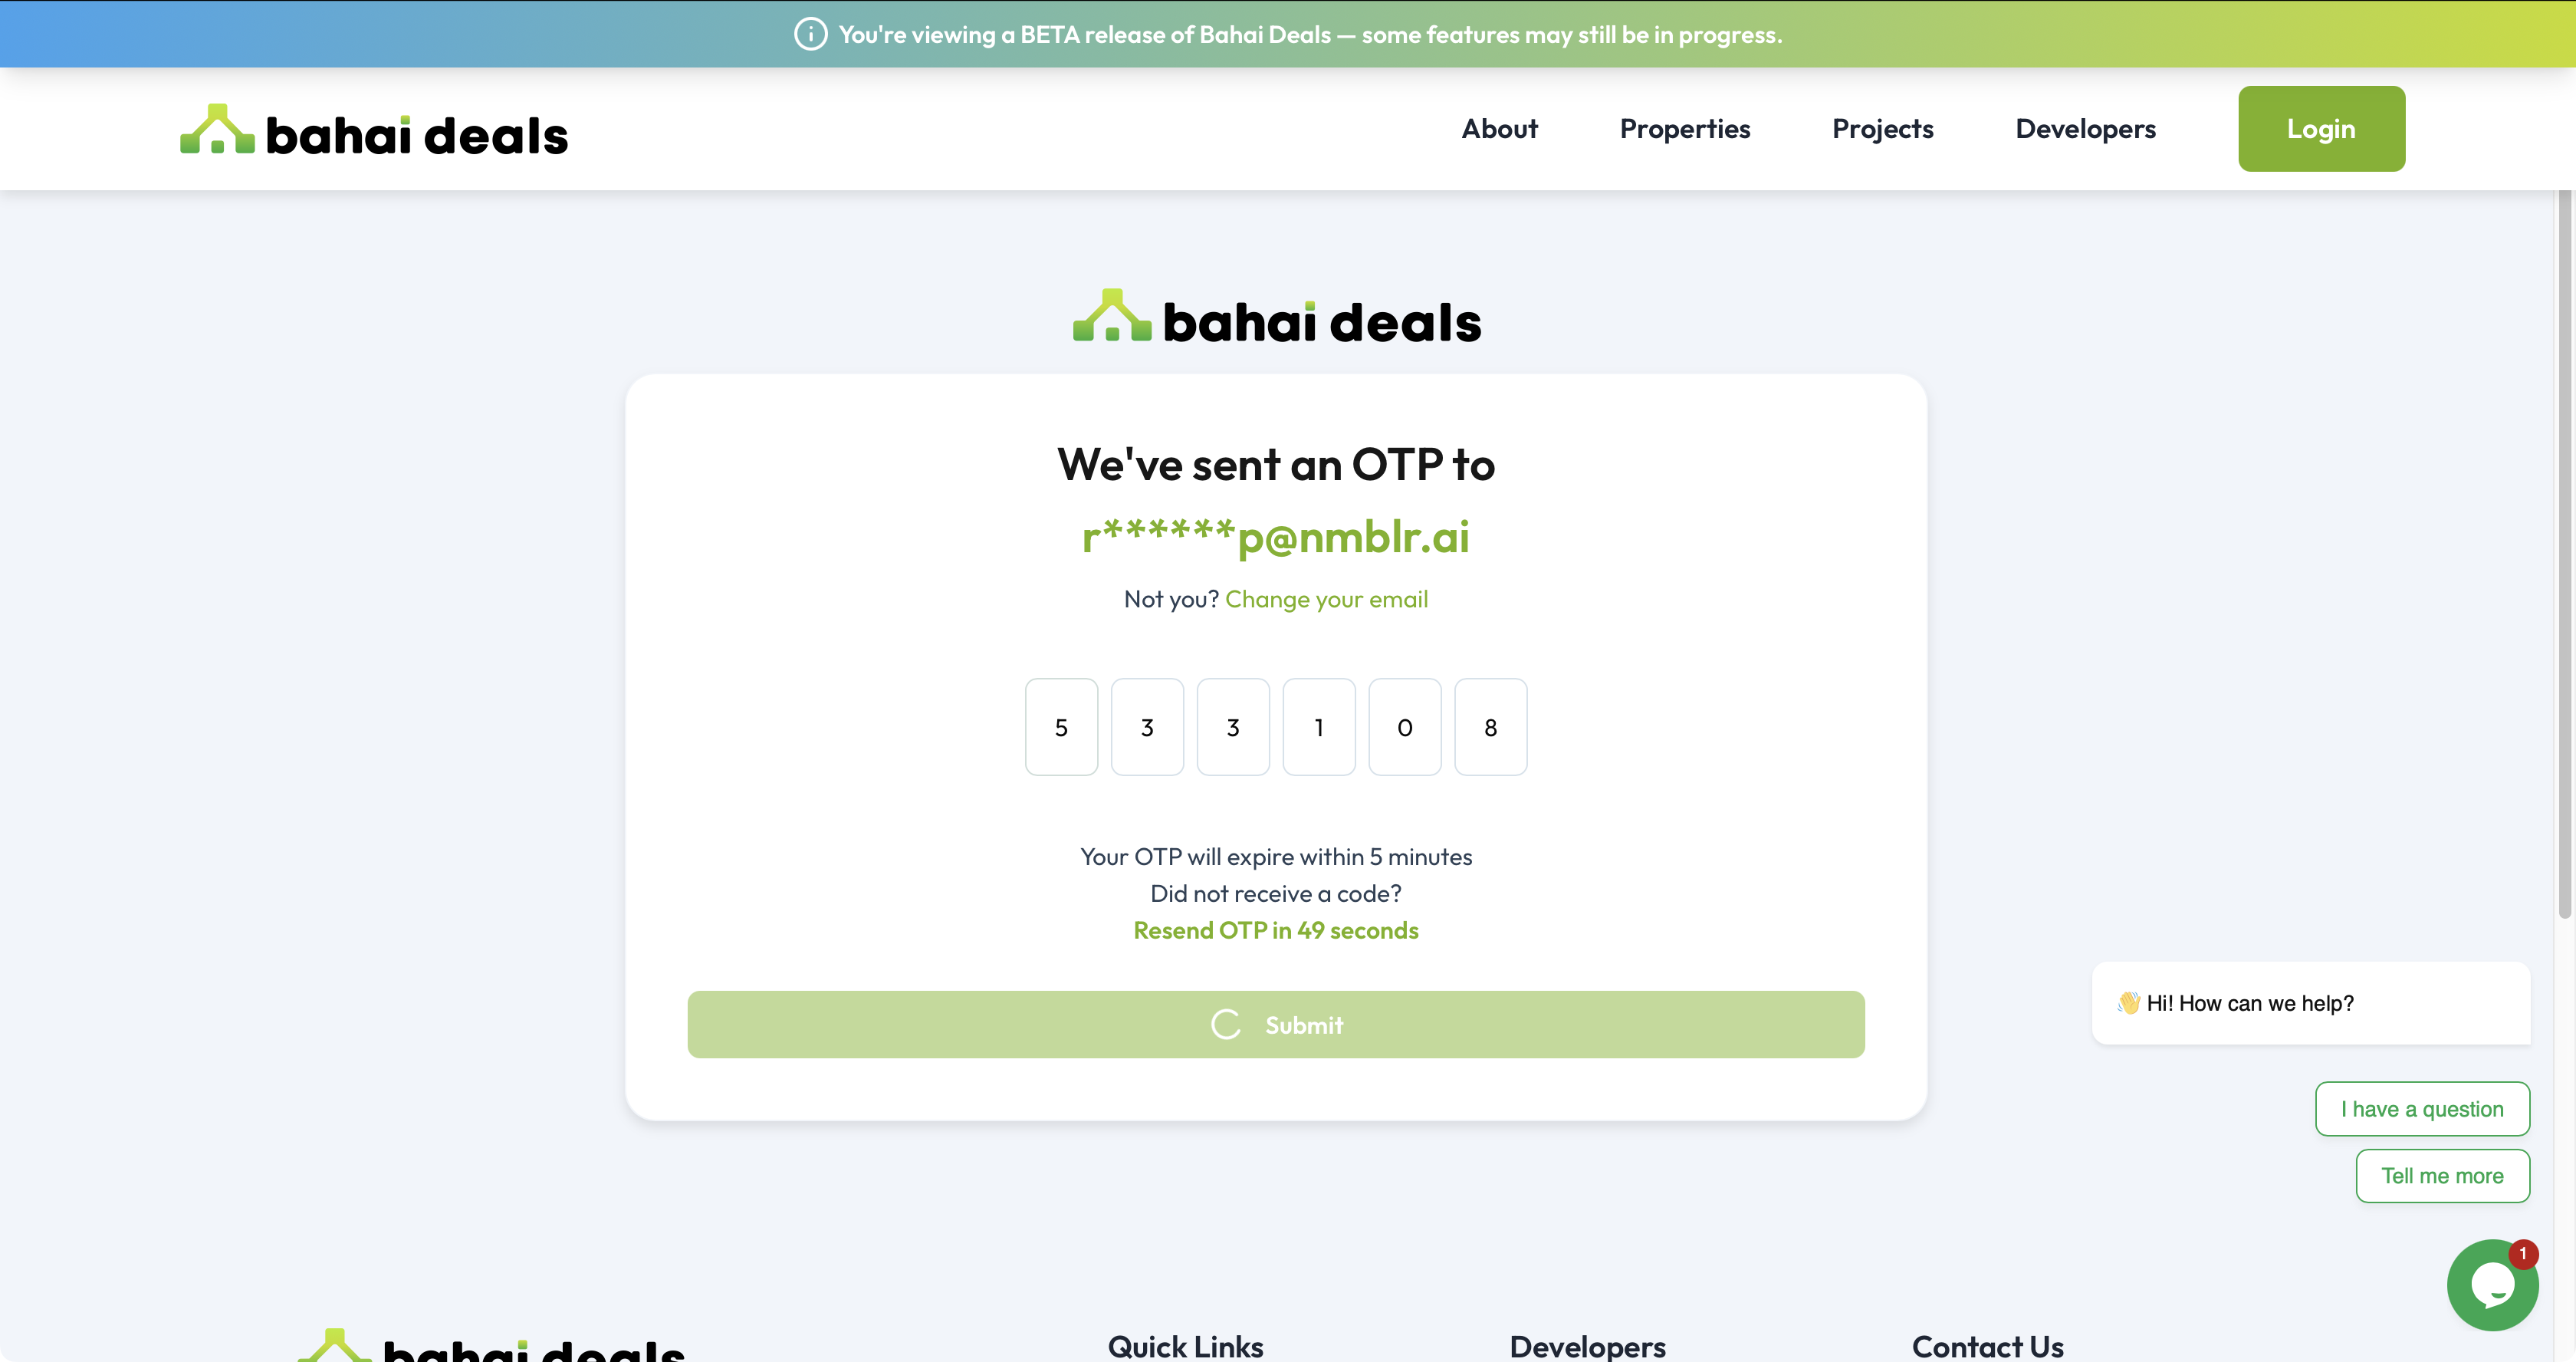 You're viewing a BETA release of Bahai Deals — some features may still be in progress.
bahai deals
About
Properties
Projects
Developers
Login
bahai deals
We've sent an OTP to
r******p@nmblr.ai
Not you? Change your email
5 3 3 1 0 8
Your OTP will expire within 5 minutes
Did not receive a code?
Resend OTP in 49 seconds
Submit
👋 Hi! How can we help?
I have a question
Tell me more
1
bahai deals
Quick Links
Developers
Contact Us